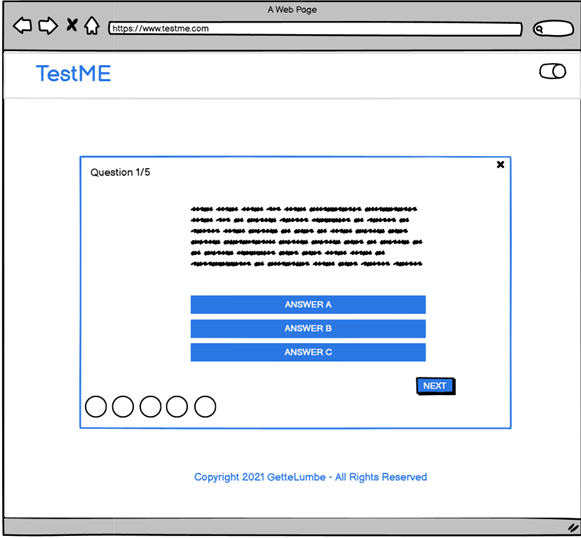 A Web Page
https://www.testme.com
TestME
Question 1/5
ANSWER A
ANSWER B
ANSWER C
NEXT
Copyright 2021 GetteLumbe - All Rights Reserved